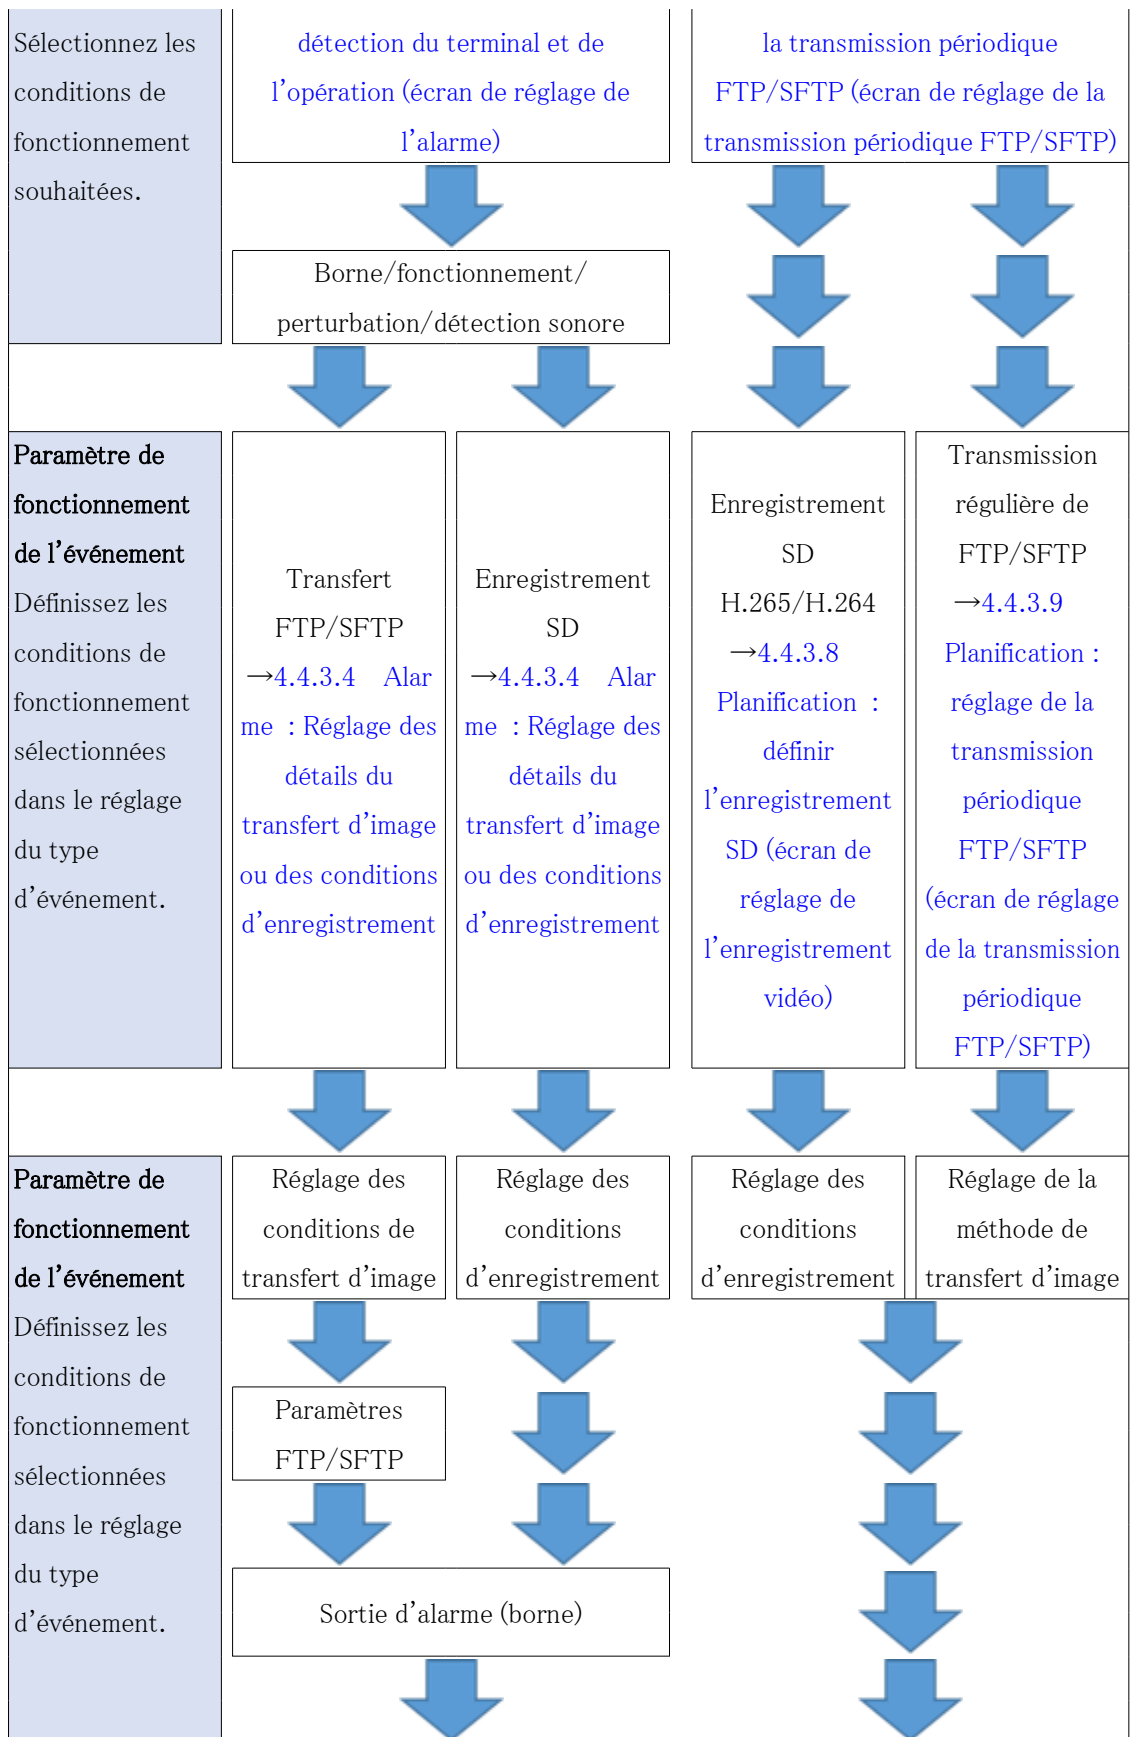 Sélectionnez les
conditions de
fonctionnement
souhaitées.
détection du terminal et de
l’opération (écran de réglage de
l’alarme)
la transmission périodique
FTP/SFTP (écran de réglage de la
transmission périodique FTP/SFTP)
Borne/fonctionnement/
perturbation/détection sonore
Paramètre de
fonctionnement
de l’événement
Définissez les
conditions de
fonctionnement
sélectionnées
dans le réglage
du type
d’événement.
Transfert
FTP/SFTP
→4.4.3.4 Alar
me : Réglage des
détails du
transfert d’image
ou des conditions
d’enregistrement
Enregistrement
SD
→4.4.3.4 Alar
me : Réglage des
détails du
transfert d’image
ou des conditions
d’enregistrement
Enregistrement
SD
H.265/H.264
→4.4.3.8
Planification :
définir
l’enregistrement
SD (écran de
réglage de
l’enregistrement
vidéo)
Transmission
régulière de
FTP/SFTP
→4.4.3.9
Planification :
réglage de la
transmission
périodique
FTP/SFTP
(écran de réglage
de la transmission
périodique
FTP/SFTP)
Paramètre de
fonctionnement
de l’événement
Définissez les
conditions de
fonctionnement
sélectionnées
dans le réglage
du type
d’événement.
Réglage des
conditions de
transfert d’image
Réglage des
conditions
d’enregistrement
Réglage des
conditions
d’enregistrement
Réglage de la
méthode de
transfert d’image
Paramètres
FTP/SFTP
Sortie d’alarme (borne)